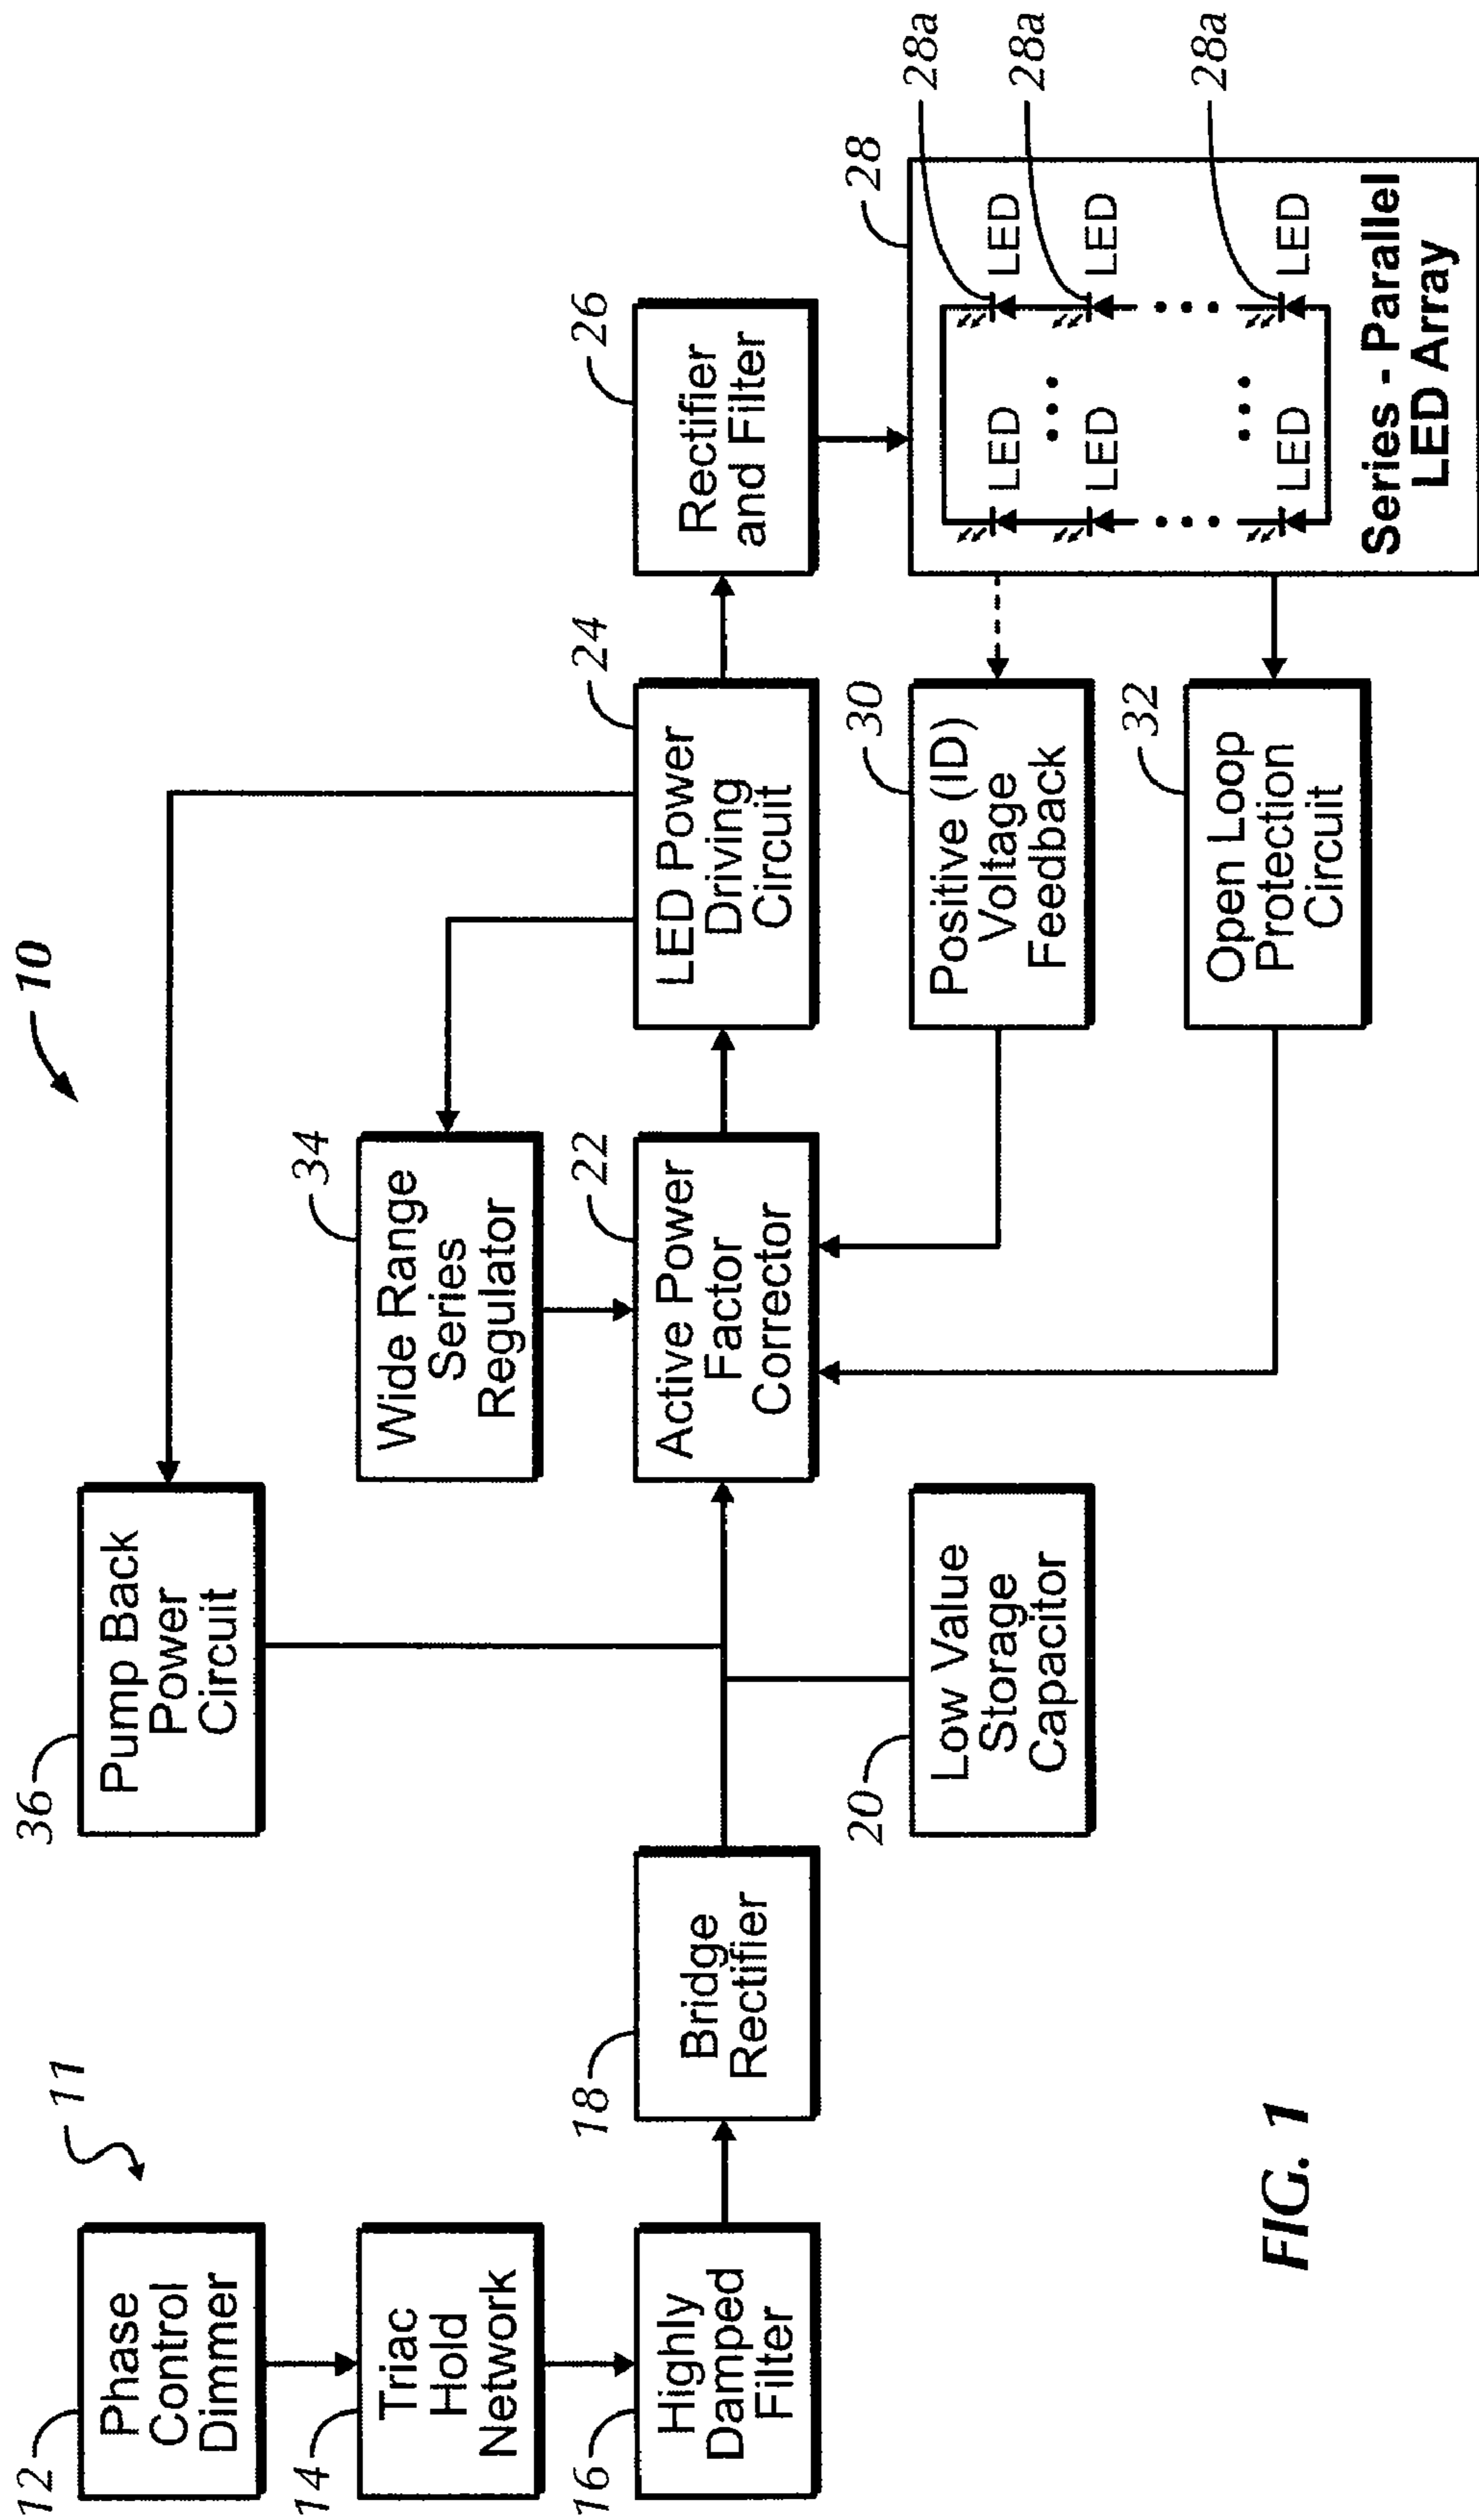 10
11
12
Phase
Control
Dimmer
14
Triac
Hold
Network
16
Highly
Damped
Filter
18
Bridge
Rectifier
36
Pump Back
Power
Circuit
20
Low Value
Storage
Capacitor
34
Wide Range
Series
Regulator
22
Active Power
Factor
Corrector
24
LED Power
Driving
Circuit
30
Positive (ID)
Voltage
Feedback
32
Open Loop
Protection
Circuit
26
Rectifier
and Filter
28
28a
28a
28a
LED LED
LED LED
LED LED
Series - Parallel
LED Array
FIG. 1